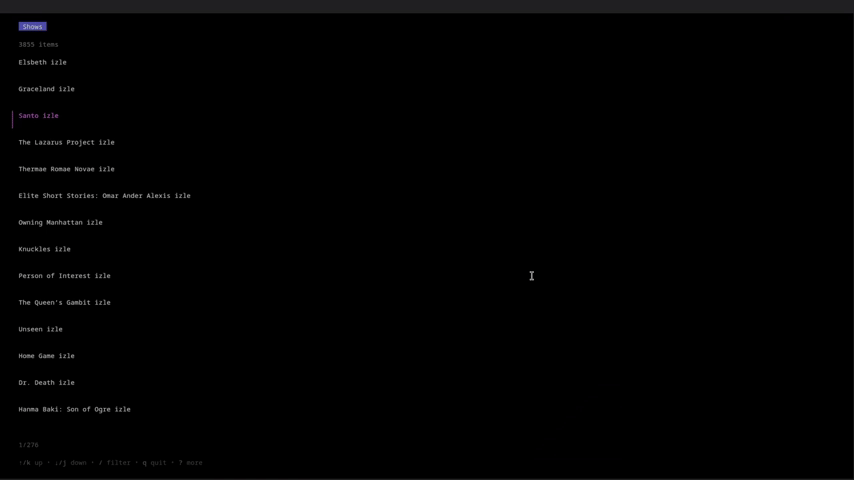 Shows
3855 items
Elsbeth izle
Graceland izle
Santo izle
The Lazarus Project izle
Thermae Romae Novae izle
Elite Short Stories: Omar Ander Alexis izle
Owning Manhattan izle
Knuckles izle
Person of Interest izle
The Queen's Gambit izle
Unseen izle
Home Game izle
Dr. Death izle
Hanma Baki: Son of Ogre izle
1/276
↑/k up • ↓/j down • / filter • q quit • ? more